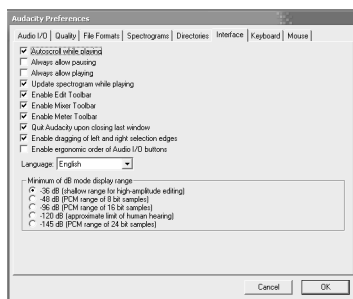 Audacity Preferences
Audio I/O Quality File Formats Spectrograms Directories Interface Keyboard Mouse
Autoscroll while playing
Always allow pausing
Always allow playing
Update spectrogram while playing
Enable Edit Toolbar
Enable Mixer Toolbar
Enable Meter Toolbar
Quit Audacity upon closing last window
Enable dragging of left and right selection edges
Enable ergonomic order of Audio I/O buttons
Language: English
Minimum of dB mode display range
-36 dB (shallow range for high-amplitude editing)
-48 dB (PCM range of 8 bit samples)
-96 dB (PCM range of 16 bit samples)
-120 dB (approximate limit of human hearing)
-145 dB (PCM range of 24 bit samples)
Cancel OK